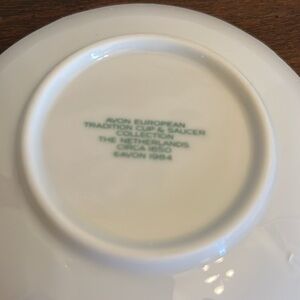 AVON EUROPEAN
TRADITION CUP & SAUCER
COLLECTION
THE NETHERLANDS
CIRCA 1650
©AVON 1984